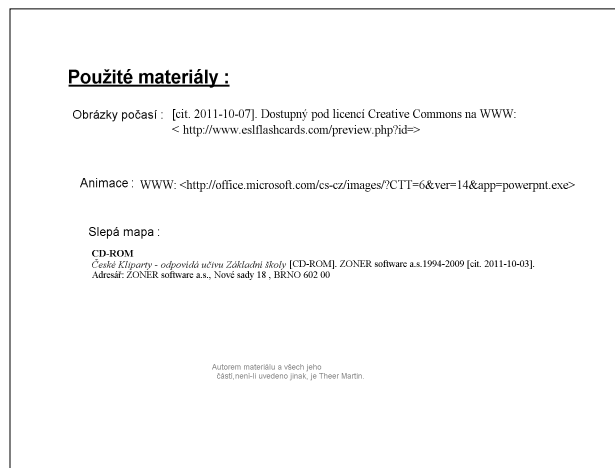 Použité materiály :
Obrázky počasí : [cit. 2011-10-07]. Dostupný pod licencí Creative Commons na WWW:
< http://www.eslflashcards.com/preview.php?id=>
Animace : WWW: <http://office.microsoft.com/cs-cz/images/?CTT=6&ver=14&app=powerpnt.exe>
Slepá mapa :
CD-ROM
České Kliparty - odpovídá učivu Základní školy [CD-ROM]. ZONER software a.s.1994-2009 [cit. 2011-10-03].
Adresář: ZONER software a.s., Nové sady 18 , BRNO 602 00
Autorem materiálu a všech jeho
částí,není-li uvedeno jinak, je Theer Martin.